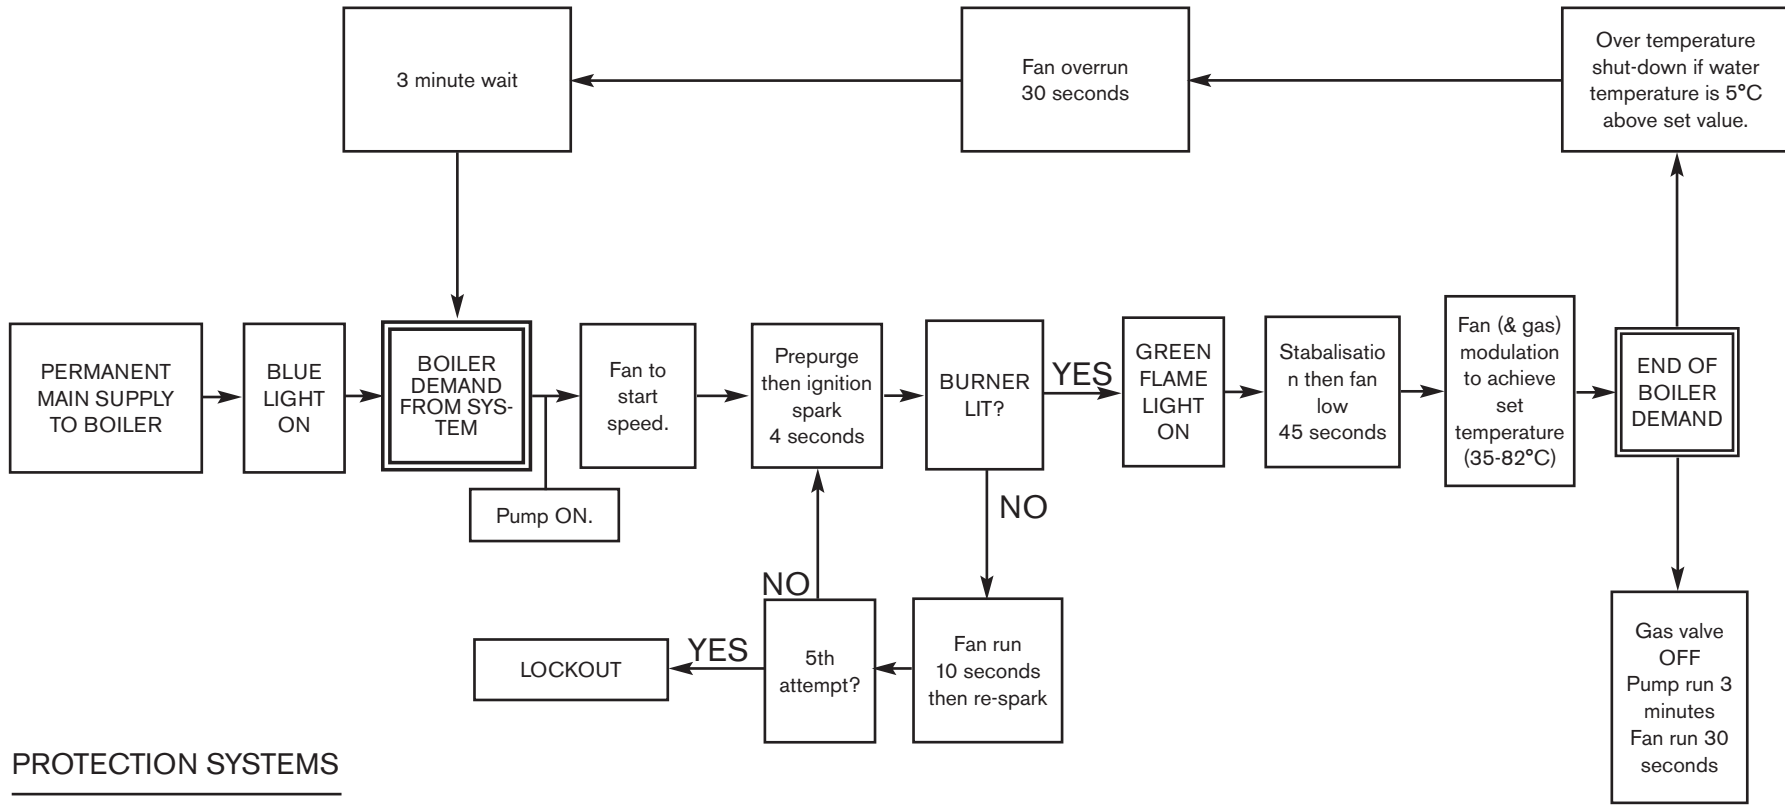 3 minute wait
Fan overrun
30 seconds
Over temperature
shut-down if water
temperature is 5°C
above set value.
PERMANENT
MAIN SUPPLY
TO BOILER
BLUE
LIGHT
ON
BOILER
DEMAND
FROM SYS-
TEM
Pump ON.
Fan to
start
speed.
Prepurge
then ignition
spark
4 seconds
BURNER
LIT?
YES
GREEN
FLAME
LIGHT
ON
Stabalisatio
n then fan
low
45 seconds
Fan (& gas)
modulation
to achieve
set
temperature
(35-82°C)
END OF
BOILER
DEMAND
NO
NO
LOCKOUT
YES
5th
attempt?
Fan run
10 seconds
then re-spark
Gas valve
OFF
Pump run 3
minutes
Fan run 30
seconds
PROTECTION SYSTEMS